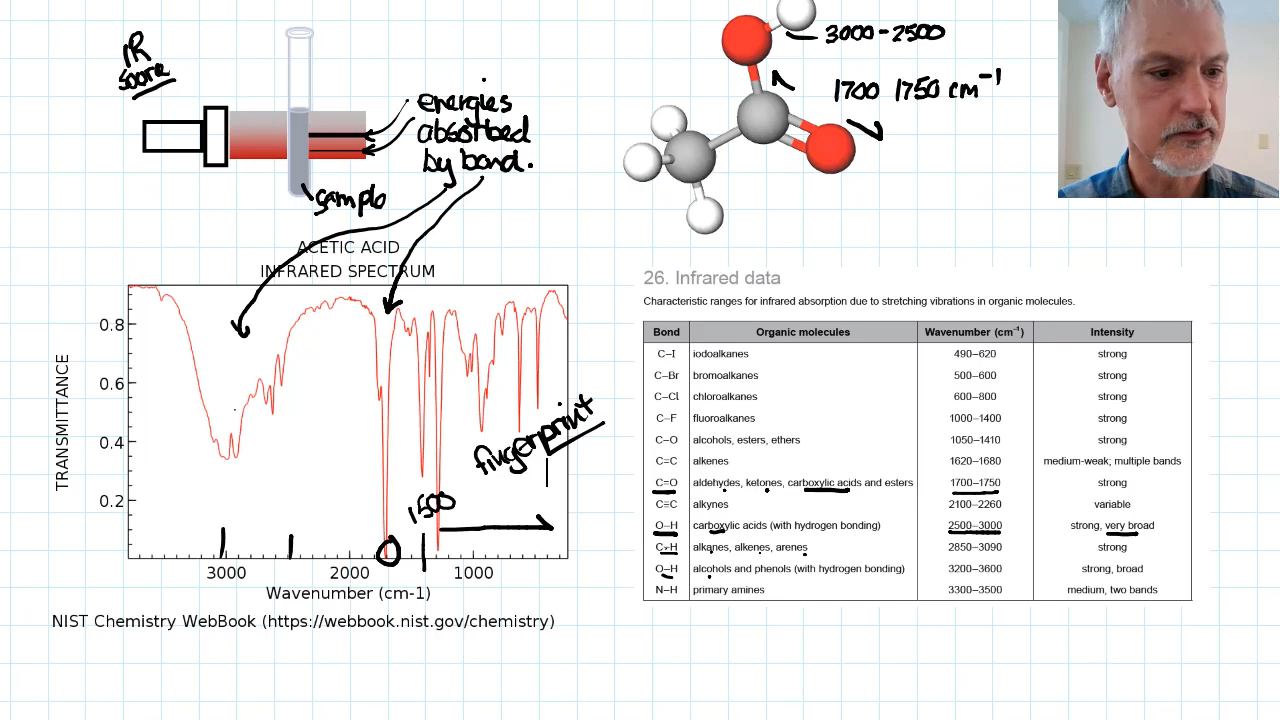 IR
source
energies
absorbed
by bond.
sample
3000-2500
1700 1750 cm⁻¹
ACETIC ACID
INFRARED SPECTRUM
TRANSMITTANCE
0.8
0.6
0.4
0.2
fingerprint
1500
3000
2000
1000
Wavenumber (cm-1)
NIST Chemistry WebBook (https://webbook.nist.gov/chemistry)
26. Infrared data
Characteristic ranges for infrared absorption due to stretching vibrations in organic molecules.
Bond Organic molecules Wavenumber (cm⁻¹) Intensity
C–I iodoalkanes 490–620 strong
C–Br bromoalkanes 500–600 strong
C–Cl chloroalkanes 600–800 strong
C–F fluoroalkanes 1000–1400 strong
C–O alcohols, esters, ethers 1050–1410 strong
C=C alkenes 1620–1680 medium-weak; multiple bands
C=O aldehydes, ketones, carboxylic acids and esters 1700–1750 strong
C≡C alkynes 2100–2260 variable
O–H carboxylic acids (with hydrogen bonding) 2500–3000 strong, very broad
C–H alkanes, alkenes, arenes 2850–3090 strong
O–H alcohols and phenols (with hydrogen bonding) 3200–3600 strong, broad
N–H primary amines 3300–3500 medium, two bands